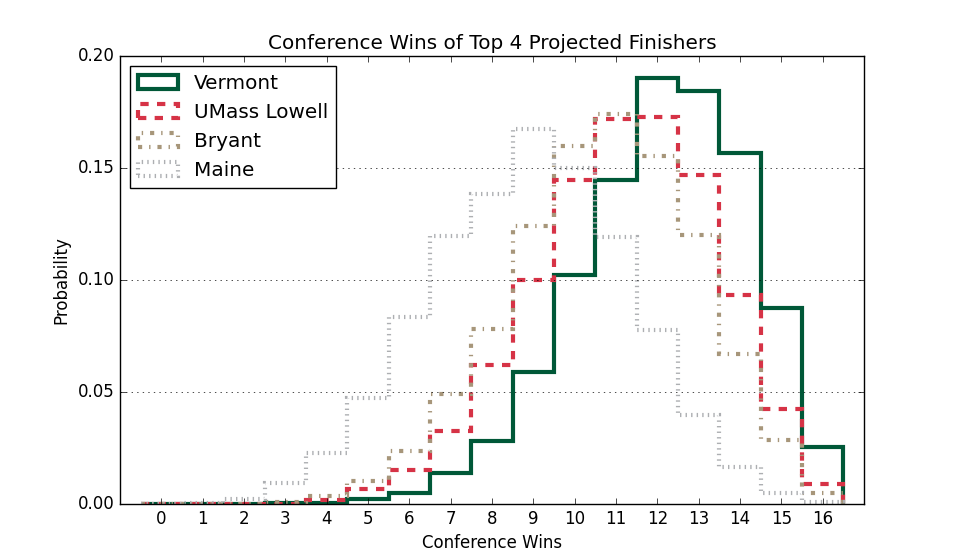 Conference Wins of Top 4 Projected Finishers
0.20
Vermont
UMass Lowell
Bryant
Maine
0.15
0.10
0.05
0.00
Probability
0 1 2 3 4 5 6 7 8 9 10 11 12 13 14 15 16
Conference Wins